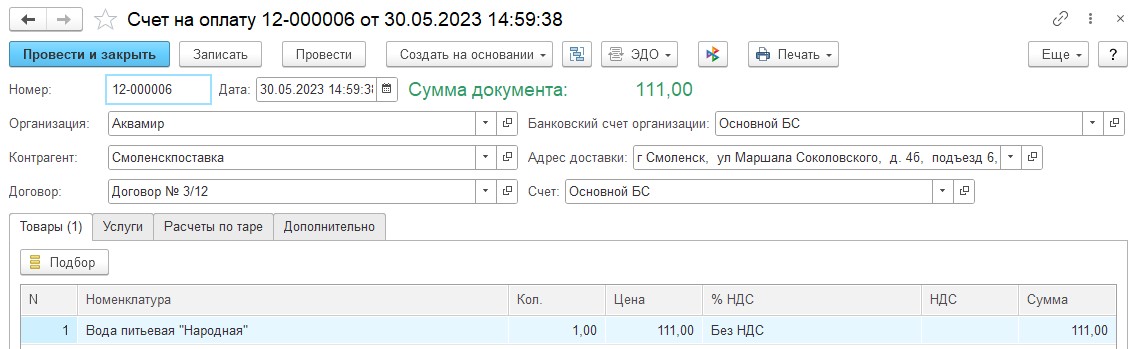 Счет на оплату 12-000006 от 30.05.2023 14:59:38
Провести и закрыть Записать Провести Создать на основании ЭДО Печать Еще ?
Номер: 12-000006 Дата: 30.05.2023 14:59:38 Сумма документа: 111,00
Организация: Аквамир Банковский счет организации: Основной БС
Контрагент: Смоленскпоставка Адрес доставки: г Смоленск, ул Маршала Соколовского, д. 4б, подъезд 6,
Договор: Договор № 3/12 Счет: Основной БС
Товары (1) Услуги Расчеты по таре Дополнительно
Подбор
N Номенклатура Кол. Цена % НДС НДС Сумма
1 Вода питьевая "Народная" 1,00 111,00 Без НДС 111,00